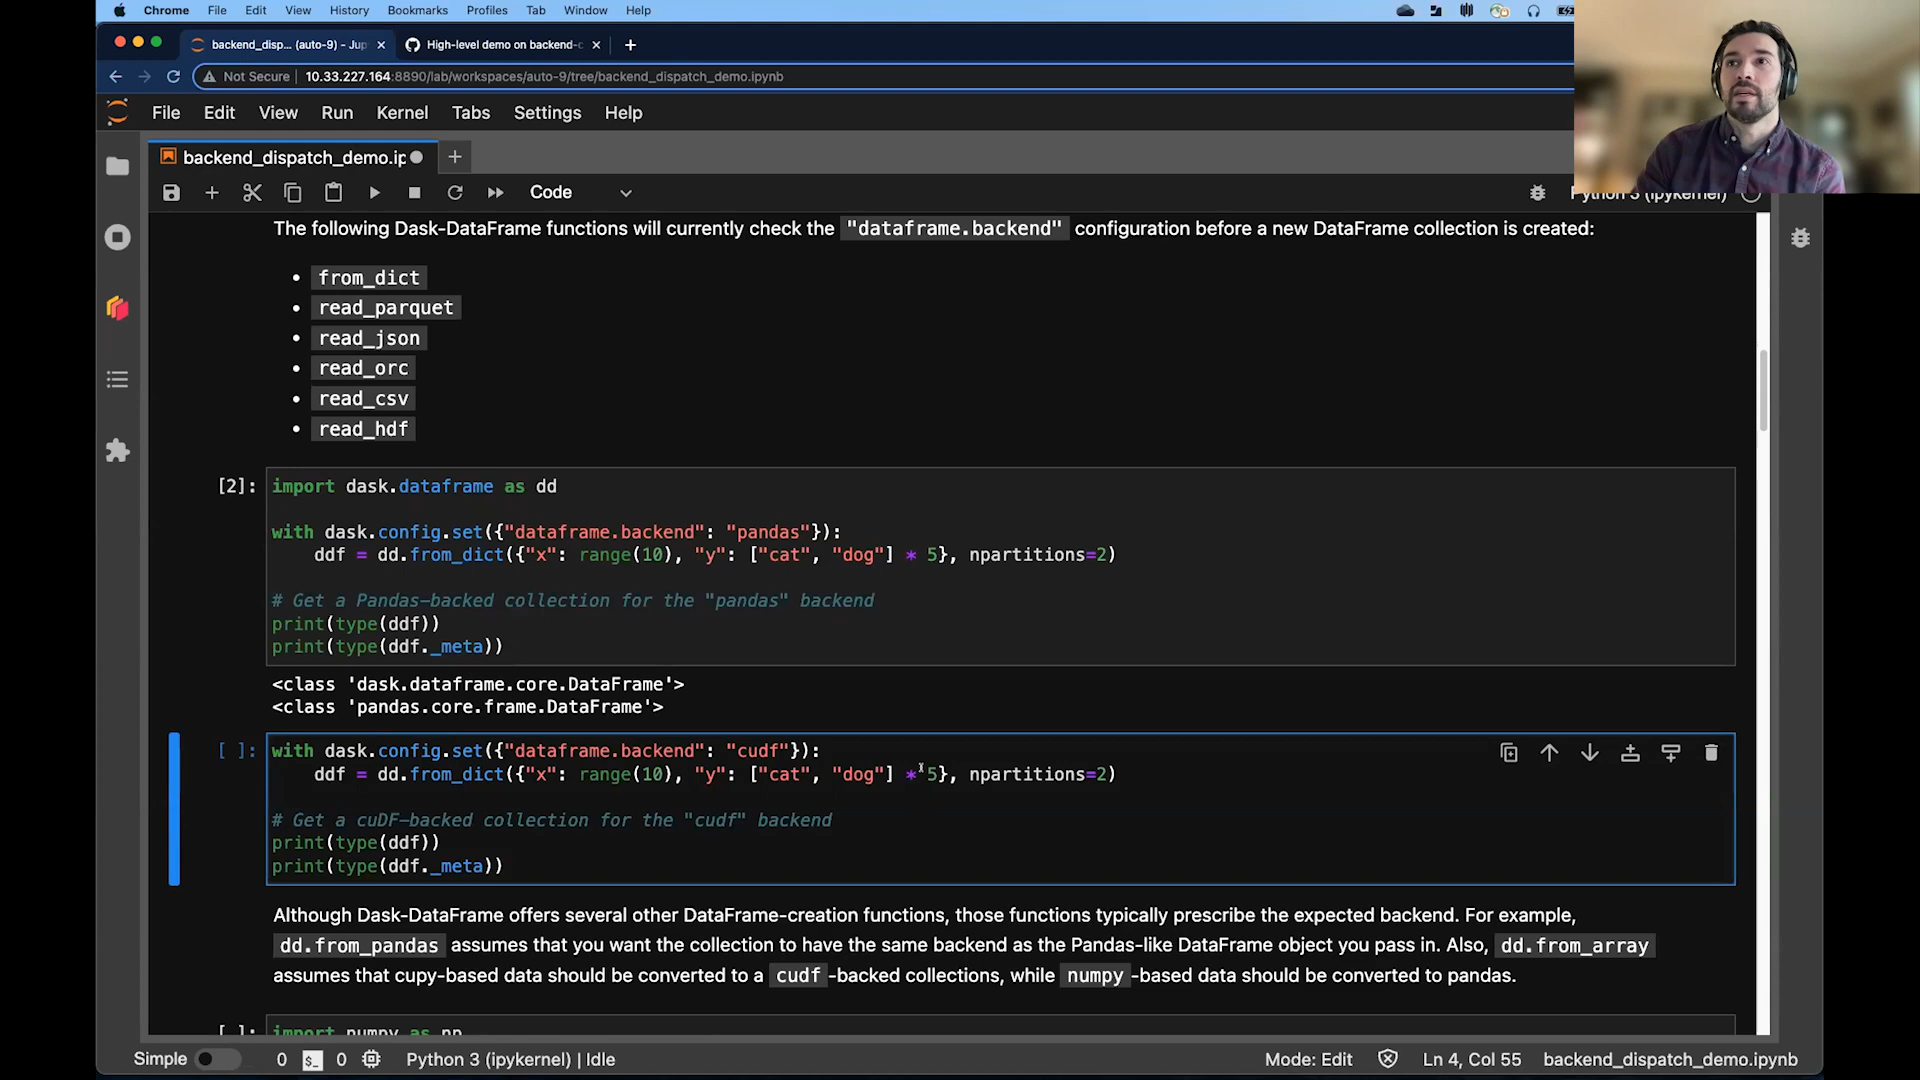 Chrome File Edit View History Bookmarks Profiles Tab Window Help
backend_disp... (auto-9) - Jup
High-level demo on backend-c
Not Secure 10.33.227.164:8890/lab/workspaces/auto-9/tree/backend_dispatch_demo.ipynb
File Edit View Run Kernel Tabs Settings Help
backend_dispatch_demo.ip
Code
Python 3 (ipykernel)
The following Dask-DataFrame functions will currently check the "dataframe.backend" configuration before a new DataFrame collection is created:
• from_dict
• read_parquet
• read_json
• read_orc
• read_csv
• read_hdf
[2]: import dask.dataframe as dd
with dask.config.set({"dataframe.backend": "pandas"}):
ddf = dd.from_dict({"x": range(10), "y": ["cat", "dog"] * 5}, npartitions=2)
# Get a Pandas-backed collection for the "pandas" backend
print(type(ddf))
print(type(ddf._meta))
<class 'dask.dataframe.core.DataFrame'>
<class 'pandas.core.frame.DataFrame'>
[ ]: with dask.config.set({"dataframe.backend": "cudf"}):
ddf = dd.from_dict({"x": range(10), "y": ["cat", "dog"] * 5}, npartitions=2)
# Get a cuDF-backed collection for the "cudf" backend
print(type(ddf))
print(type(ddf._meta))
Although Dask-DataFrame offers several other DataFrame-creation functions, those functions typically prescribe the expected backend. For example,
dd.from_pandas assumes that you want the collection to have the same backend as the Pandas-like DataFrame object you pass in. Also, dd.from_array
assumes that cupy-based data should be converted to a cudf -backed collections, while numpy -based data should be converted to pandas.
[ ]: import numpy as np
Simple 0 $_ 0 Python 3 (ipykernel) | Idle Mode: Edit Ln 4, Col 55 backend_dispatch_demo.ipynb